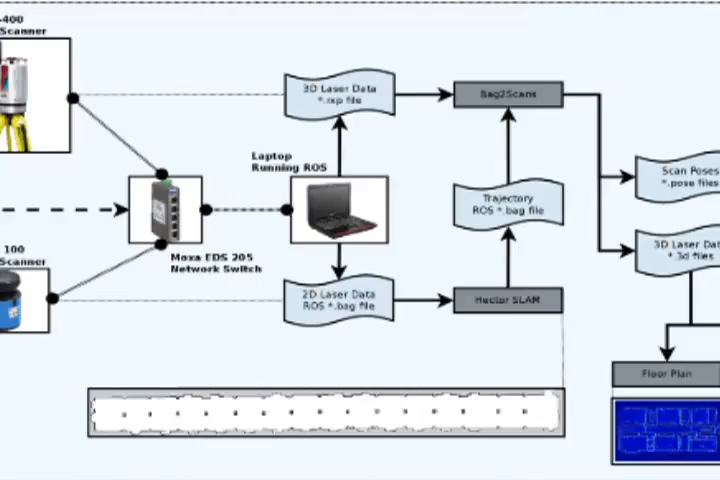 -400
Scanner
3D Laser Data
*.rxp file
Bag2Scans
Laptop
Running ROS
Scan Poses
*.pose files
Trajectory
ROS *.bag file
100
Scanner
Moxa EDS 205
Network Switch
3D Laser Dat
*.3d files
2D Laser Data
ROS *.bag file
Hector SLAM
Floor Plan